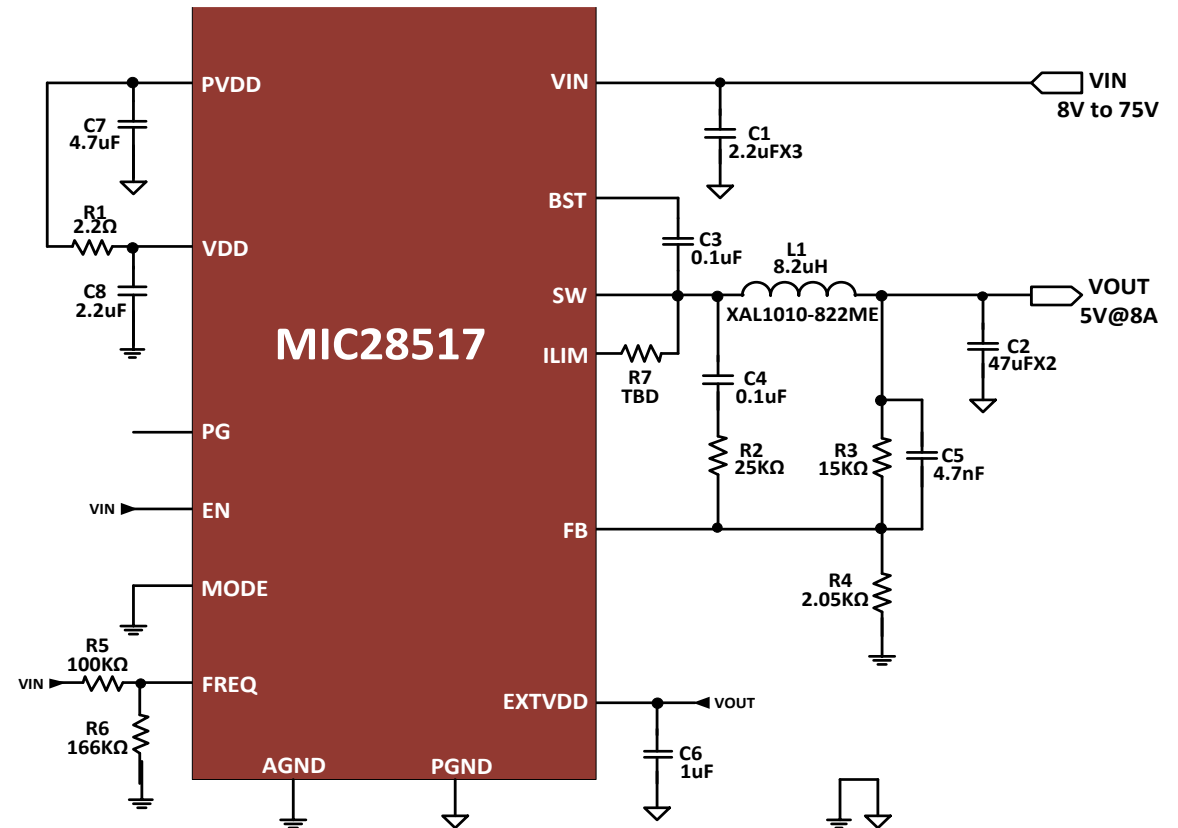 PVDD
VIN
VIN
8V to 75V
C7
4.7uF
C1
2.2uFX3
BST
R1
2.2Ω
VDD
C3
0.1uF
L1
8.2uH
C8
2.2uF
SW
XAL1010-822ME
VOUT
5V@8A
MIC28517
ILIM
R7
TBD
C4
0.1uF
C2
47uFX2
PG
R2
25KΩ
R3
15KΩ
C5
4.7nF
VIN
EN
FB
MODE
R4
2.05KΩ
R5
100KΩ
VIN
FREQ
EXTVDD
VOUT
R6
166KΩ
AGND
PGND
C6
1uF